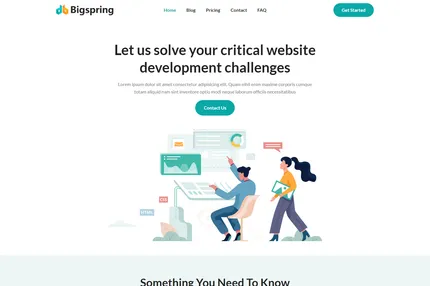 Bigspring
Home
Blog
Pricing
Contact
FAQ
Get Started
Let us solve your critical website
development challenges
Lorem ipsum dolor sit amet consectetur adipisicing elit. Quam nihil enim maxime corporis cumque
totam aliquid nam sint inventore optio modi neque laborum officiis necessitatibus
Contact Us
CSS
HTML
Something You Need To Know